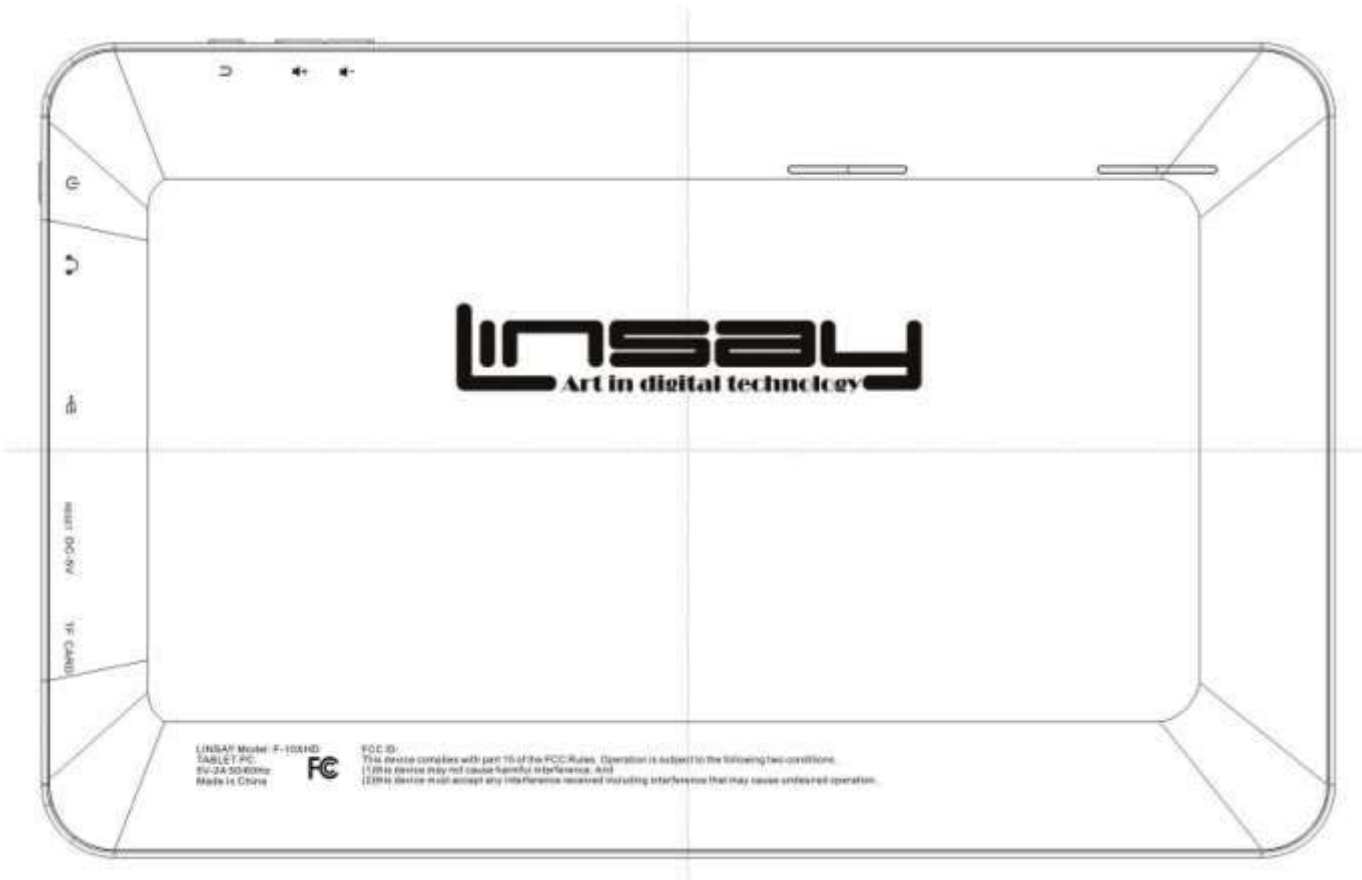 Linsay
Art in digital technology
RESET DC-5V TF CARD
LINSAY Model: F-10XHD
TABLET PC
5V-2A 50/60Hz
Made in China
FC
FCC ID:
This device complies with part 15 of the FCC Rules. Operation is subject to the following two conditions.
(1)this device may not cause harmful interference, And
(2)this device must accept any interference received including interference that may cause undesired operation.